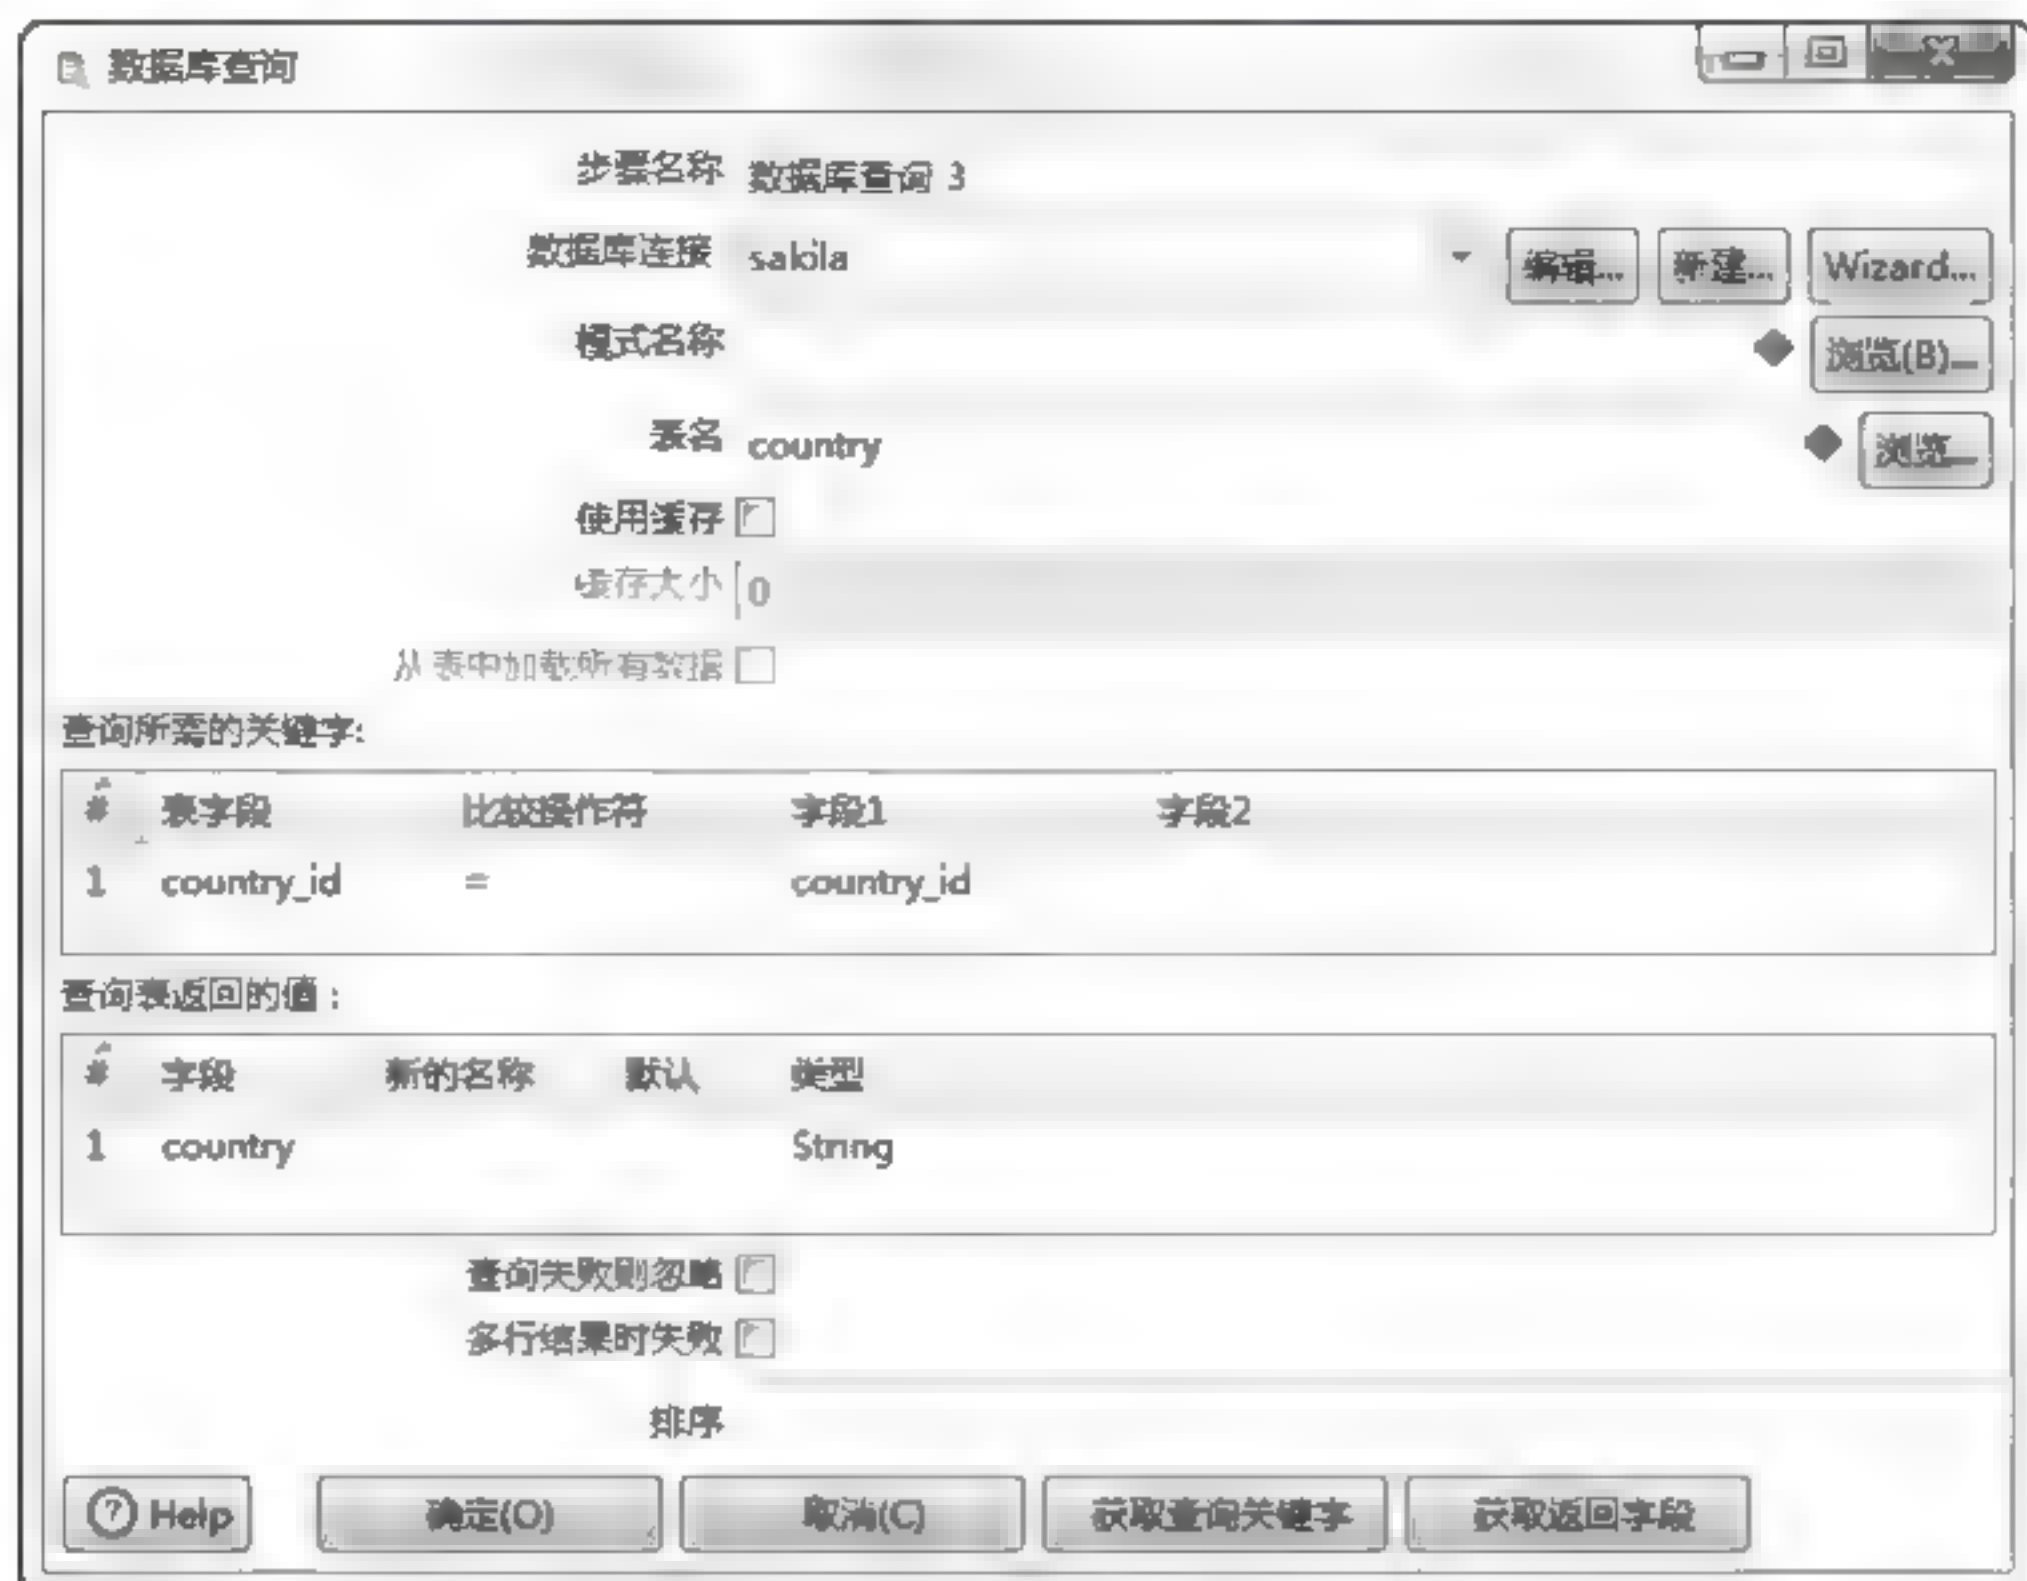 数据库查询
步骤名称 数据库查询 3
数据库连接 sakila 编辑... 新建... Wizard...
模式名称 浏览(B)...
表名 country 浏览...
使用缓存
缓存大小 0
从表中加载所有数据
查询所需的关键字:
# 表字段 比较操作符 字段1 字段2
1 country_id = country_id
查询表返回的值：
# 字段 新的名称 默认 类型
1 country String
查询失败则忽略
多行结果时失败
排序
Help 确定(O) 取消(C) 获取查询关键字 获取返回字段